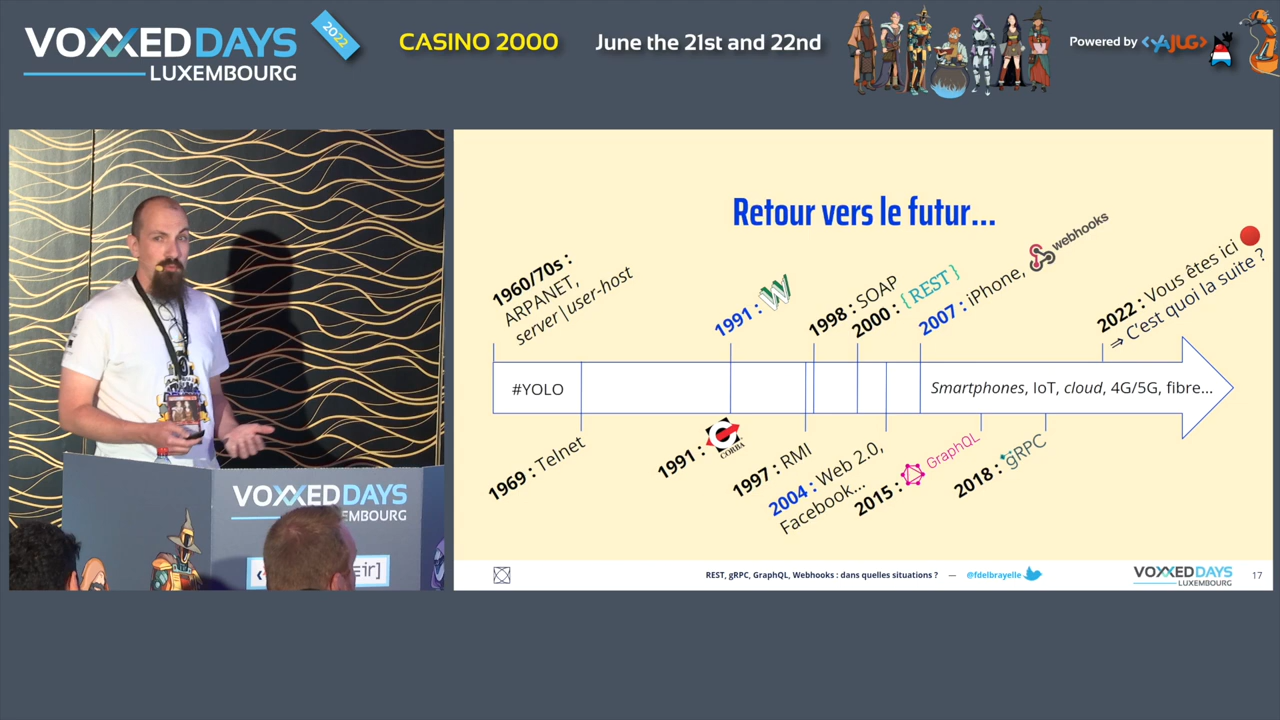 VOXXED DAYS
LUXEMBOURG
2022
CASINO 2000
June the 21st and 22nd
Powered by <YAJUG>
VOXXED DAYS
EMBOURG
eir]
Retour vers le futur...
1960/70s :
ARPANET,
server|user-host
1991 : W
1998 : SOAP
2000 : {REST}
2007 : iPhone, webhooks
2022 : Vous êtes ici
⇒ C'est quoi la suite ?
#YOLO
Smartphones, IoT, cloud, 4G/5G, fibre...
1969 : Telnet
1991 : CORBA
1997 : RMI
2004 : Web 2.0,
Facebook...
2015 : GraphQL
2018 : gRPC
REST, gRPC, GraphQL, Webhooks : dans quelles situations ? — @fdelbrayelle
VOXXED DAYS
LUXEMBOURG
17